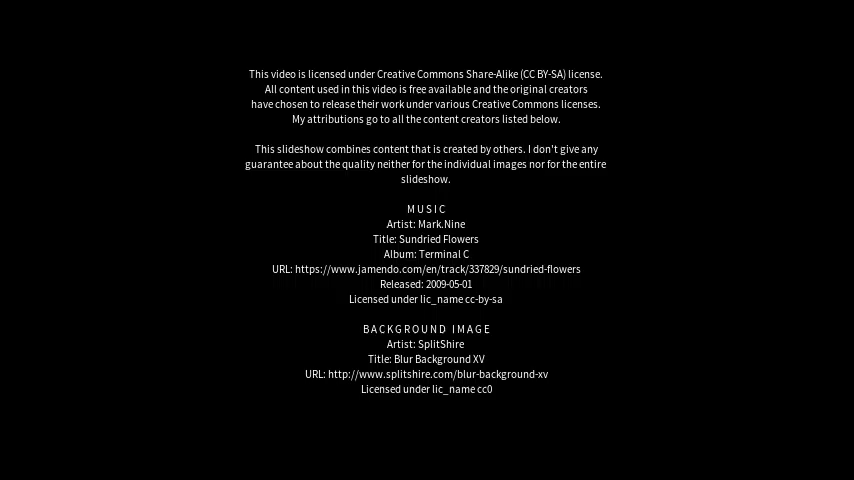 This video is licensed under Creative Commons Share-Alike (CC BY-SA) license.
All content used in this video is free available and the original creators
have chosen to release their work under various Creative Commons licenses.
My attributions go to all the content creators listed below.
This slideshow combines content that is created by others. I don't give any
guarantee about the quality neither for the individual images nor for the entire
slideshow.
MUSIC
Artist: Mark.Nine
Title: Sundried Flowers
Album: Terminal C
URL: https://www.jamendo.com/en/track/337829/sundried-flowers
Released: 2009-05-01
Licensed under lic_name cc-by-sa
BACKGROUND IMAGE
Artist: SplitShire
Title: Blur Background XV
URL: http://www.splitshire.com/blur-background-xv
Licensed under lic_name cc0